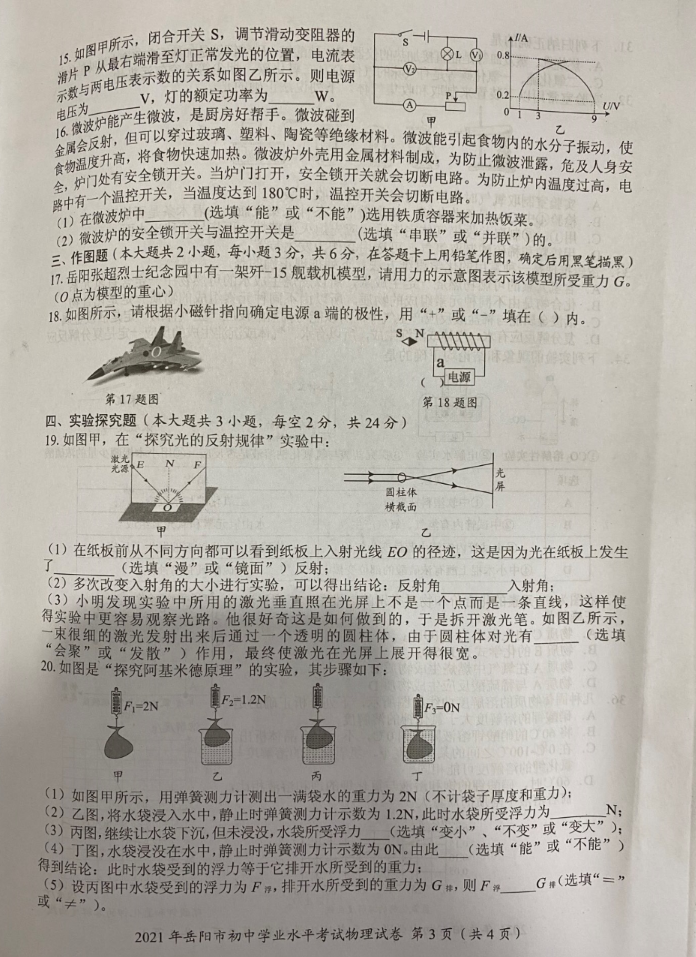 15.如图甲所示，闭合开关 S，调节滑动变阻器的
滑片 P 从最右端滑至灯正常发光的位置，电流表
示数与两电压表示数的关系如图乙所示。则电源
电压为______V，灯的额定功率为______W。
S
L
V₁
V₂
A
P
甲
I/A
0.8
0.2
0
1
3
9
U/V
乙
16.微波炉能产生微波，是厨房好帮手。微波碰到
金属会反射，但可以穿过玻璃、塑料、陶瓷等绝缘材料。微波能引起食物内的水分子振动，使
食物温度升高，将食物快速加热。微波炉外壳用金属材料制成，为防止微波泄露，危及人身安
全，炉门处有安全锁开关。当炉门打开，安全锁开关就会切断电路。为防止炉内温度过高，电
路中有一个温控开关，当温度达到 180℃时，温控开关会切断电路。
（1）在微波炉中______(选填“能”或“不能”)选用铁质容器来加热饭菜。
（2）微波炉的安全锁开关与温控开关是______（选填“串联”或“并联”)的。
三、作图题（本大题共 2 小题，每小题 3 分，共 6 分，在答题卡上用铅笔作图，确定后用黑笔描黑）
17.岳阳张超烈士纪念园中有一架歼-15 舰载机模型，请用力的示意图表示该模型所受重力 G。
（O 点为模型的重心）
18.如图所示，请根据小磁针指向确定电源 a 端的极性，用“+”或“-”填在（ ）内。
O
S
N
a
( )
电源
第 17 题图
第 18 题图
四、实验探究题（本大题共 3 小题，每空 2 分，共 24 分）
19.如图甲，在“探究光的反射规律”实验中：
激光
光源
E
N
F
O
甲
圆柱体
横截面
光
屏
乙
（1）在纸板前从不同方向都可以看到纸板上入射光线 EO 的径迹，这是因为光在纸板上发生
了______（选填“漫”或“镜面”）反射；
（2）多次改变入射角的大小进行实验，可以得出结论：反射角______入射角；
（3）小明发现实验中所用的激光垂直照在光屏上不是一个点而是一条直线，这样使
得实验中更容易观察光路。他很好奇这是如何做到的，于是拆开激光笔。如图乙所示，
一束很细的激光发射出来后通过一个透明的圆柱体，由于圆柱体对光有______（选填
“会聚”或“发散”）作用，最终使激光在光屏上展开得很宽。
20.如图是“探究阿基米德原理”的实验，其步骤如下：
F₁=2N
F₂=1.2N
F₃=0N
甲
乙
丙
丁
（1）如图甲所示，用弹簧测力计测出一满袋水的重力为 2N（不计袋子厚度和重力）；
（2）乙图,将水袋浸入水中,静止时弹簧测力计示数为 1.2N,此时水袋所受浮力为______N；
（3）丙图,继续让水袋下沉,但未浸没,水袋所受浮力____（选填“变小”、“不变”或“变大”）；
（4）丁图,水袋浸没在水中,静止时弹簧测力计示数为 0N。由此____（选填“能”或“不能”）
得到结论：此时水袋受到的浮力等于它排开水所受到的重力；
（5）设丙图中水袋受到的浮力为 F 浮,排开水所受到的重力为 G 排,则 F 浮____G 排(选填“＝”
或“≠”）。
2021 年岳阳市初中学业水平考试物理试卷 第 3 页（共 4 页）